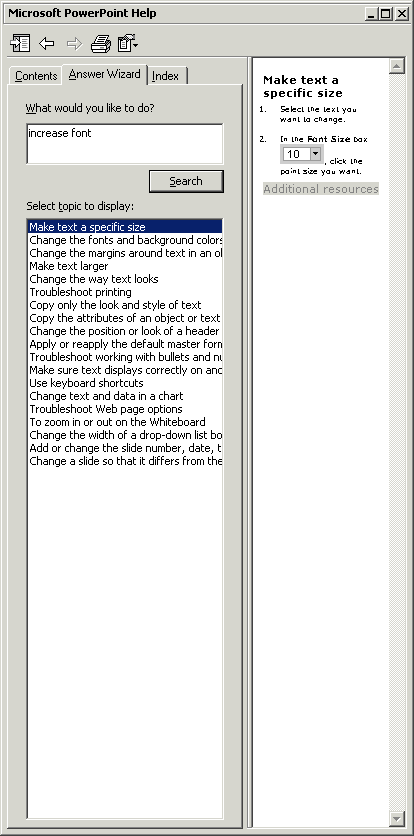 Microsoft PowerPoint Help
Contents
Answer Wizard
Index
What would you like to do?
increase font
Search
Select topic to display:
Make text a specific size
Change the fonts and background colors
Change the margins around text in an ol
Make text larger
Change the way text looks
Troubleshoot printing
Copy only the look and style of text
Copy the attributes of an object or text
Change the position or look of a header
Apply or reapply the default master form
Troubleshoot working with bullets and nu
Make sure text displays correctly on and
Use keyboard shortcuts
Change text and data in a chart
Troubleshoot Web page options
To zoom in or out on the Whiteboard
Change the width of a drop-down list bo
Add or change the slide number, date, t
Change a slide so that it differs from the
Make text a
specific size
1. Select the text you
want to change.
2. In the Font Size box
10 , click the
point size you want.
Additional resources